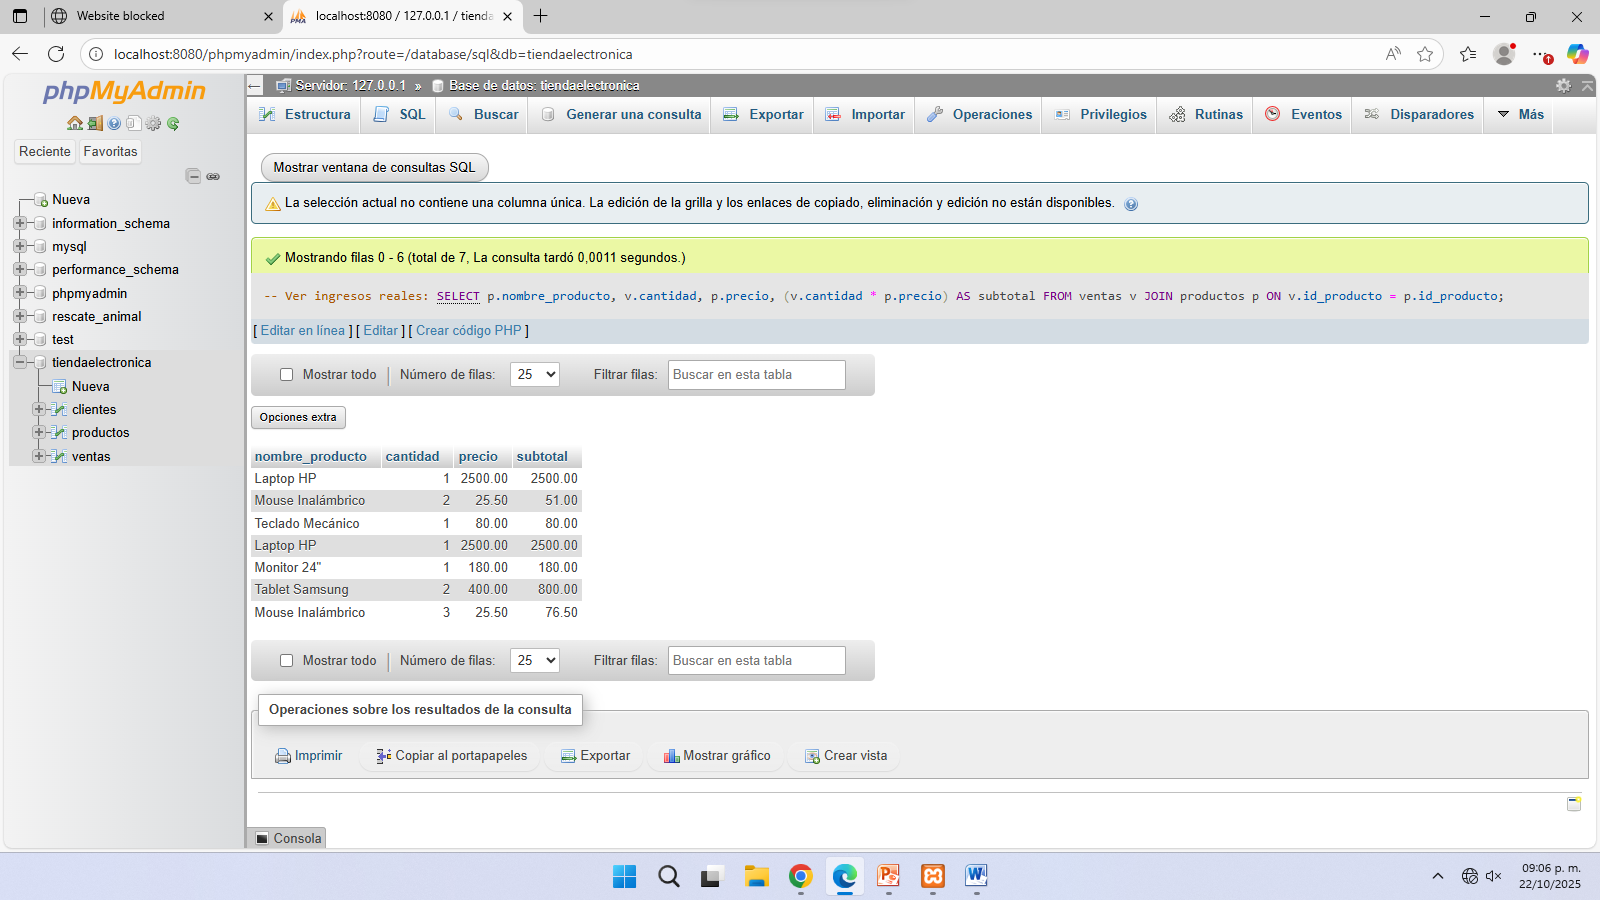 Website blocked
localhost:8080 / 127.0.0.1 / tienda
localhost:8080/phpmyadmin/index.php?route=/database/sql&db=tiendaelectronica
phpMyAdmin
Reciente Favoritas
Nueva
information_schema
mysql
performance_schema
phpmyadmin
rescate_animal
test
tiendaelectronica
Nueva
clientes
productos
ventas
Servidor: 127.0.0.1 » Base de datos: tiendaelectronica
Estructura SQL Buscar Generar una consulta Exportar Importar Operaciones Privilegios Rutinas Eventos Disparadores Más
Mostrar ventana de consultas SQL
La selección actual no contiene una columna única. La edición de la grilla y los enlaces de copiado, eliminación y edición no están disponibles.
Mostrando filas 0 - 6 (total de 7, La consulta tardó 0,0011 segundos.)
-- Ver ingresos reales: SELECT p.nombre_producto, v.cantidad, p.precio, (v.cantidad * p.precio) AS subtotal FROM ventas v JOIN productos p ON v.id_producto = p.id_producto;
[ Editar en línea ] [ Editar ] [ Crear código PHP ]
Mostrar todo | Número de filas: 25 Filtrar filas: Buscar en esta tabla
Opciones extra
nombre_producto cantidad precio subtotal
Laptop HP 1 2500.00 2500.00
Mouse Inalámbrico 2 25.50 51.00
Teclado Mecánico 1 80.00 80.00
Laptop HP 1 2500.00 2500.00
Monitor 24" 1 180.00 180.00
Tablet Samsung 2 400.00 800.00
Mouse Inalámbrico 3 25.50 76.50
Mostrar todo | Número de filas: 25 Filtrar filas: Buscar en esta tabla
Operaciones sobre los resultados de la consulta
Imprimir Copiar al portapapeles Exportar Mostrar gráfico Crear vista
Consola
09:06 p. m.
22/10/2025